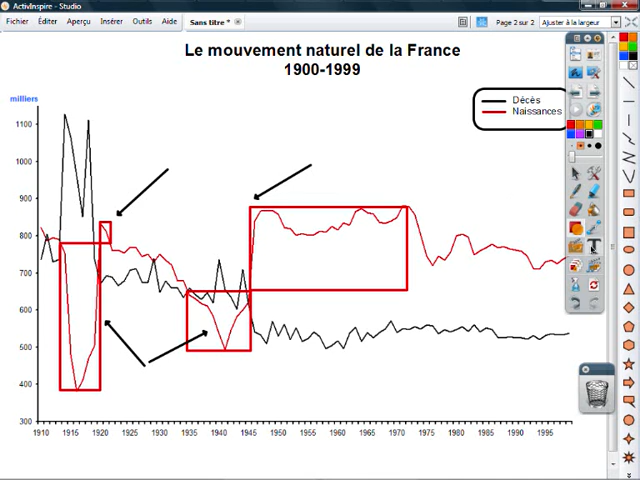 ActivInspire - Studio
Fichier Éditer Aperçu Insérer Outils Aide
Sans titre *
Page 2 sur 2
Ajuster à la largeur
Le mouvement naturel de la France
1900-1999
milliers
Décès
Naissances
1100
1000
900
800
700
600
500
400
300
1910 1915 1920 1925 1930 1935 1940 1945 1950 1955 1960 1965 1970 1975 1980 1985 1990 1995